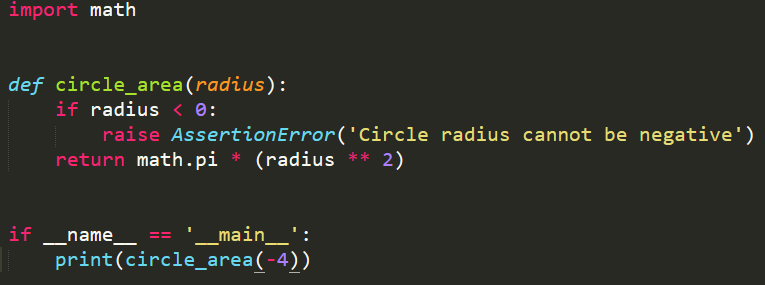 import math
def circle_area(radius):
    if radius < 0:
        raise AssertionError('Circle radius cannot be negative')
    return math.pi * (radius ** 2)
if __name__ == '__main__':
    print(circle_area(-4))